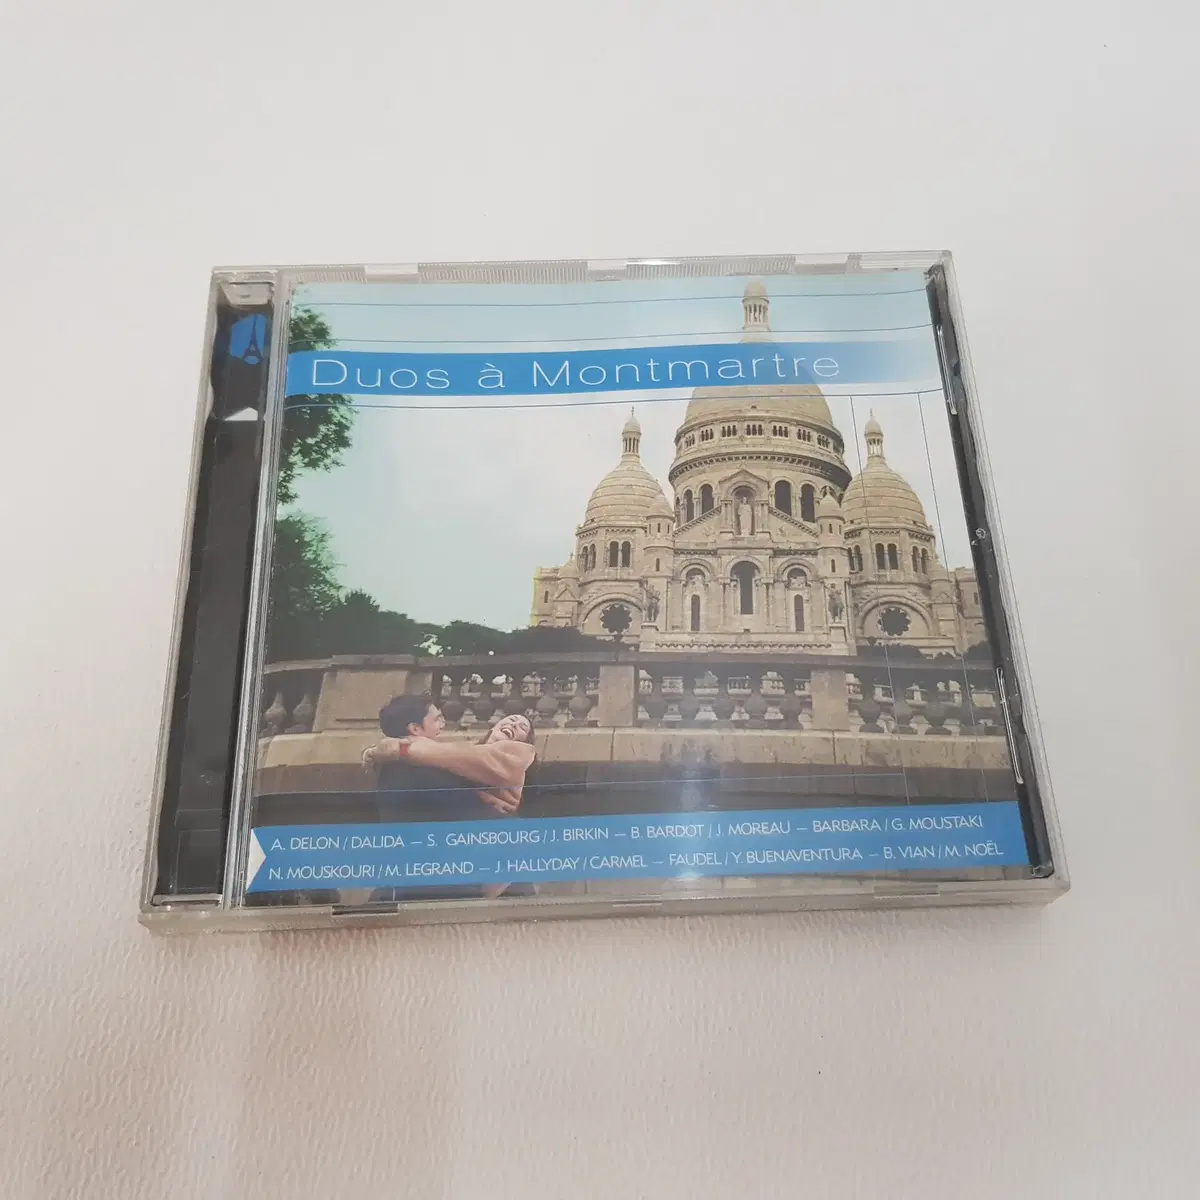 Duos à Montmartre
A. DELON / DALIDA – S. GAINSBOURG / J. BIRKIN – B. BARDOT / J. MOREAU – BARBARA / G. MOUSTAKI
N. MOUSKOURI / M. LEGRAND – J. HALLYDAY / CARMEL – FAUDEL / Y. BUENAVENTURA – B. VIAN / M. NOËL